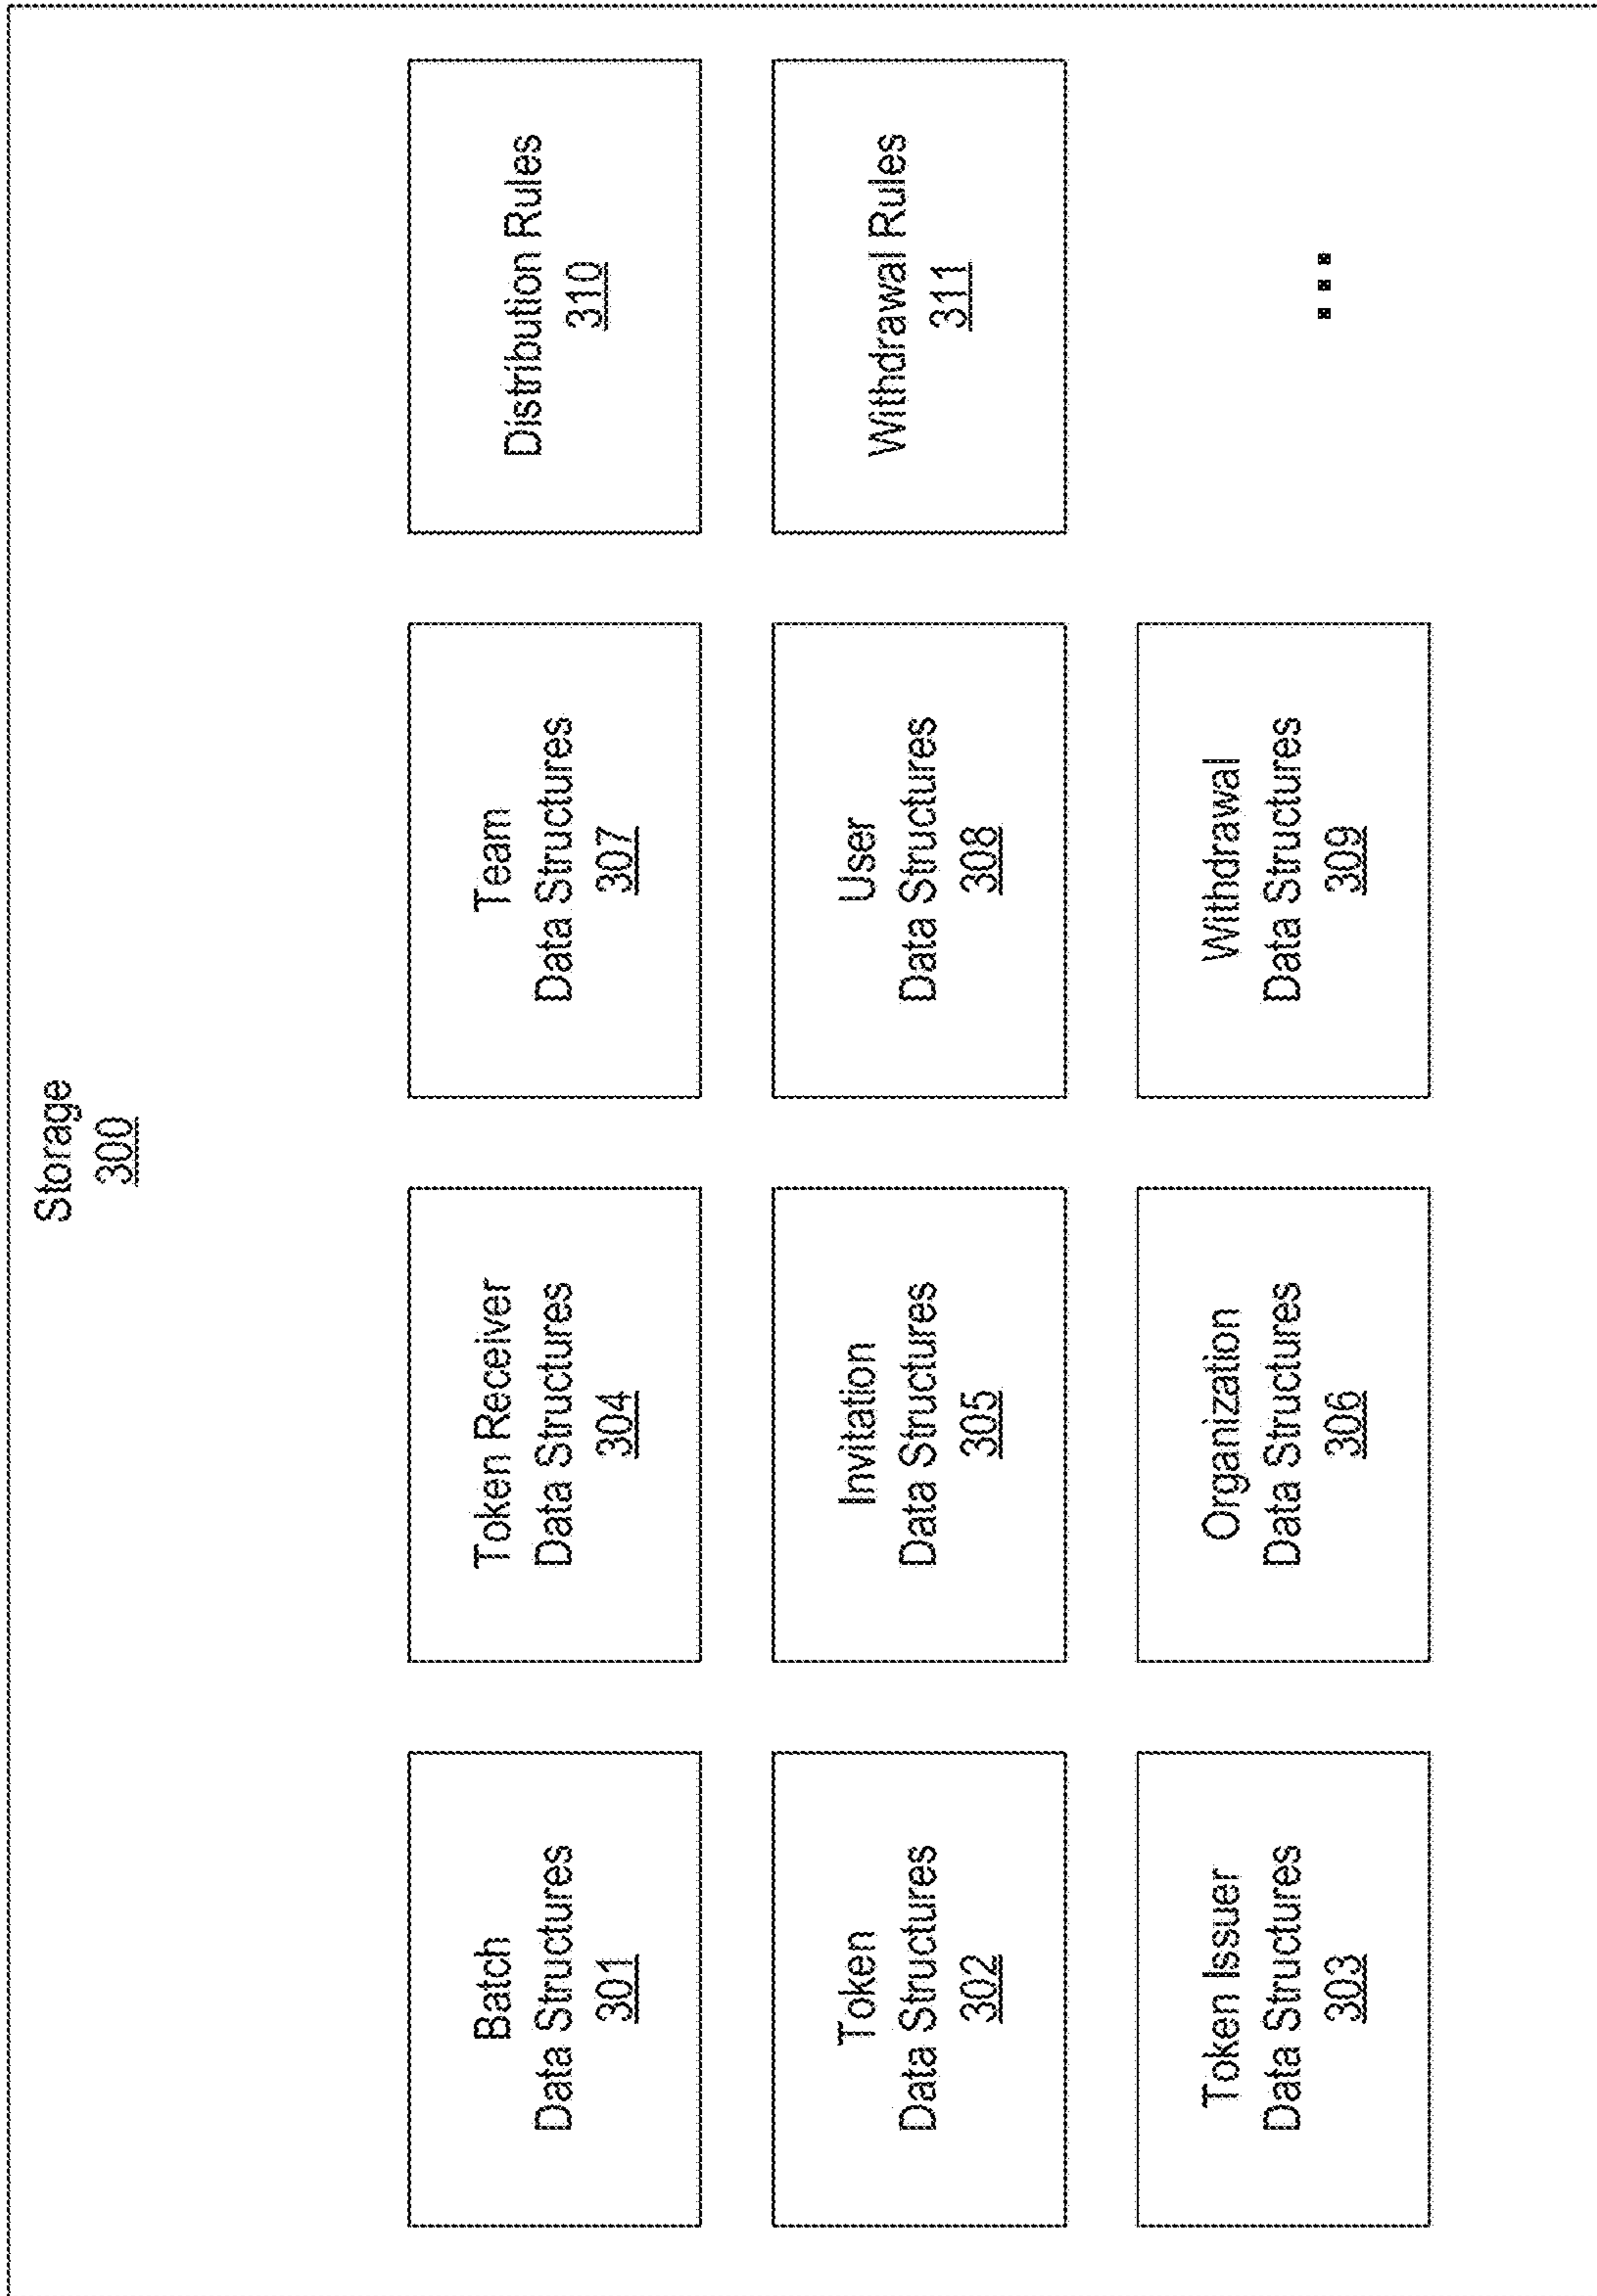 Storage
300
Batch
Data Structures
301
Token
Data Structures
302
Token Issuer
Data Structures
303
Token Receiver
Data Structures
304
Invitation
Data Structures
305
Organization
Data Structures
306
Team
Data Structures
307
User
Data Structures
308
Withdrawal
Data Structures
309
Distribution Rules
310
Withdrawal Rules
311
...